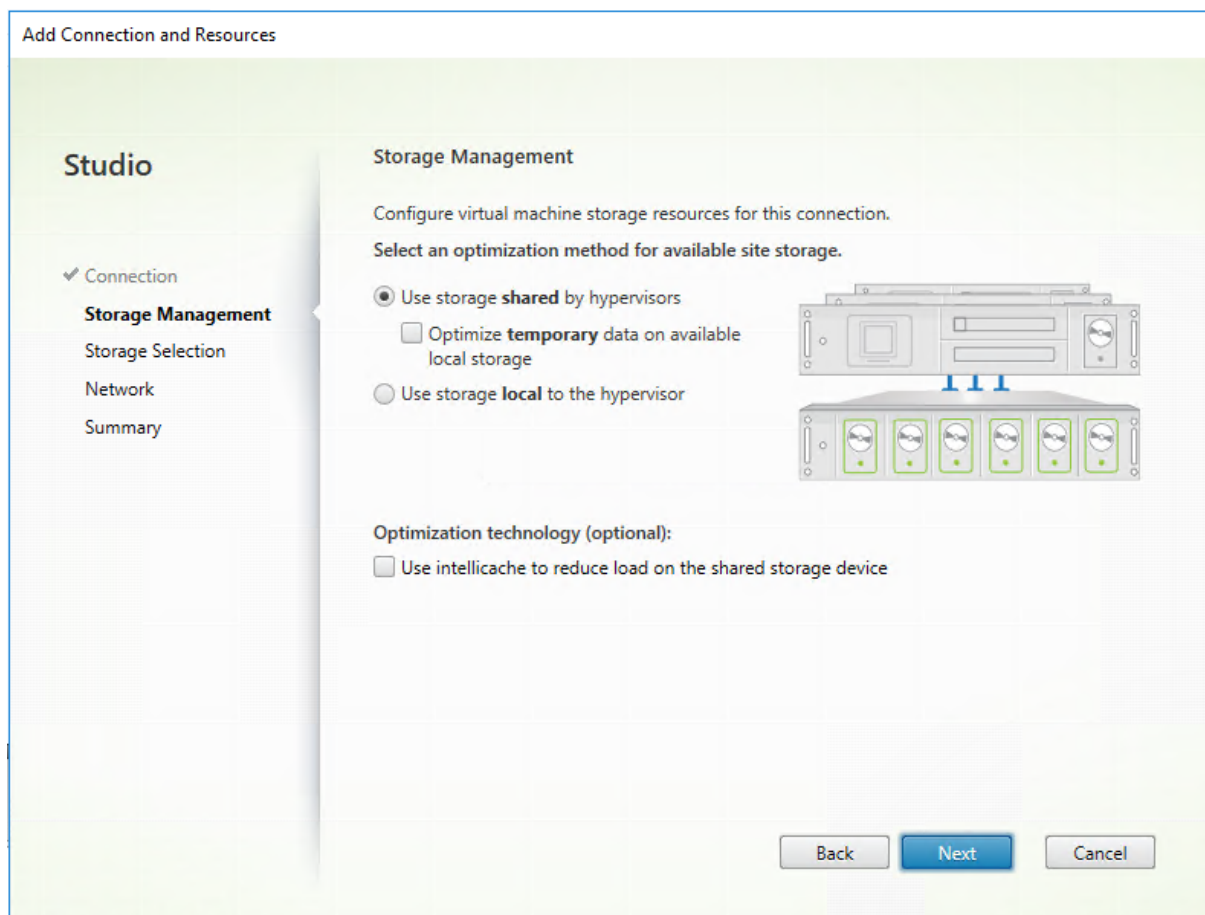 Add Connection and Resources
Studio
Connection
Storage Management
Storage Selection
Network
Summary
Storage Management
Configure virtual machine storage resources for this connection.
Select an optimization method for available site storage.
Use storage shared by hypervisors
Optimize temporary data on available
local storage
Use storage local to the hypervisor
Optimization technology (optional):
Use intellicache to reduce load on the shared storage device
Back
Next
Cancel